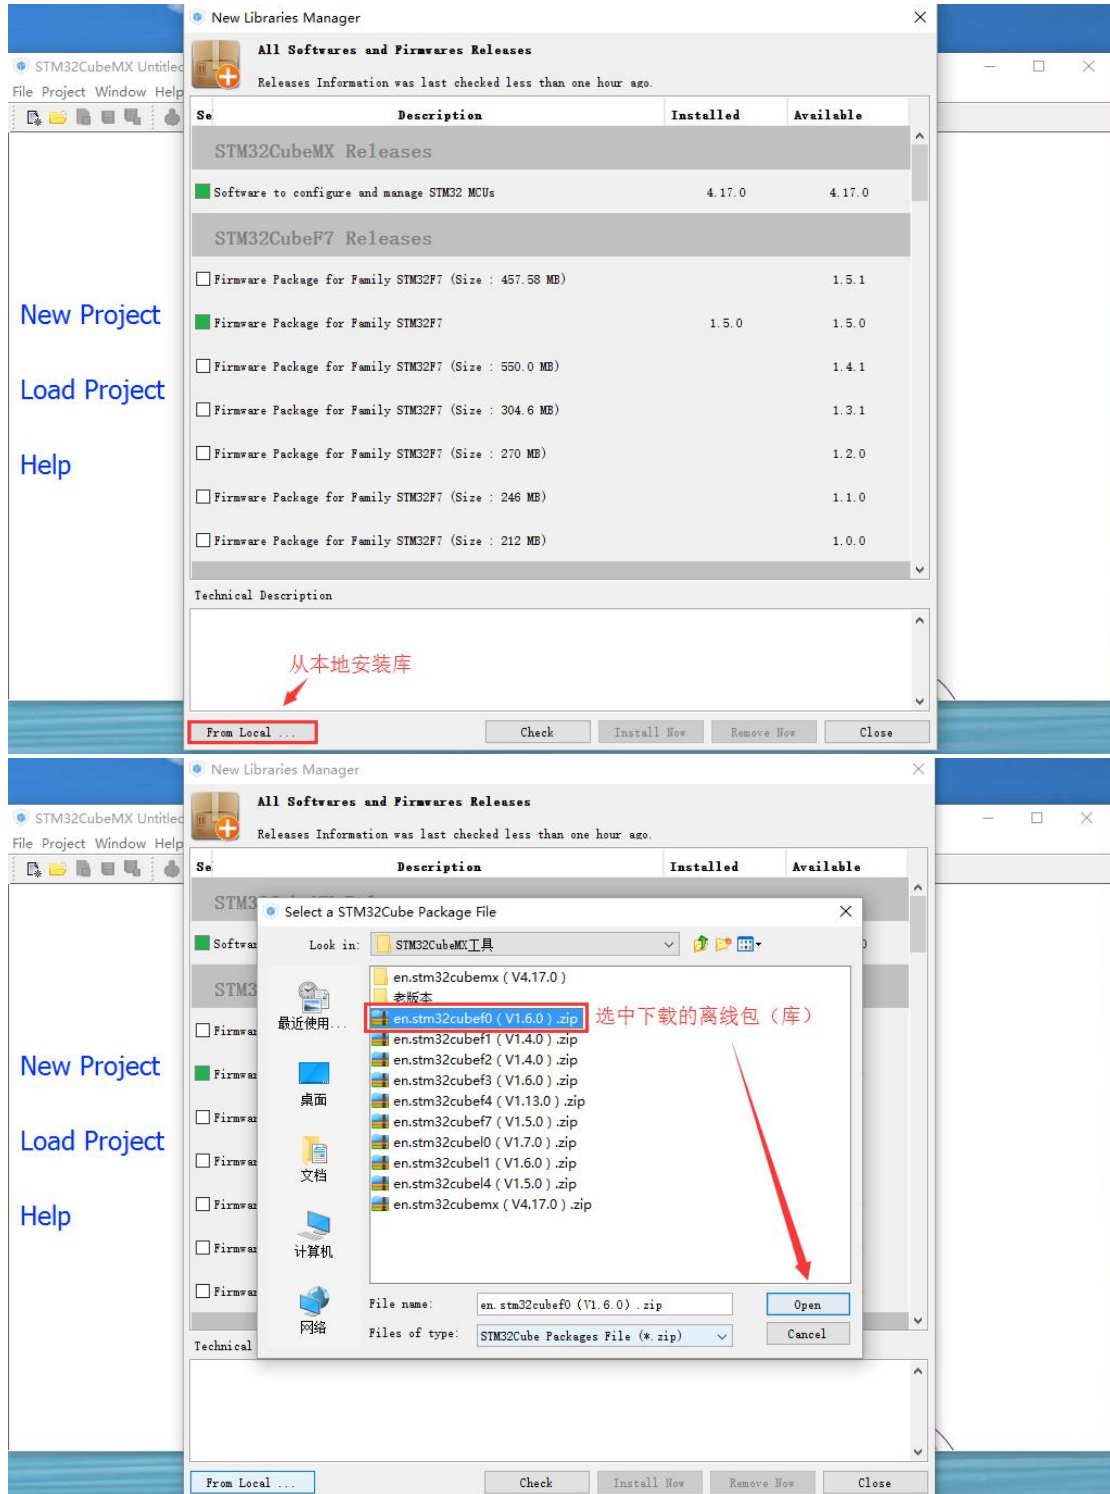 New Libraries Manager
All Softwares and Firmwares Releases
Releases Information was last checked less than one hour ago.
STM32CubeMX Untitled
File Project Window Help
Se Description Installed Available
STM32CubeMX Releases
Software to configure and manage STM32 MCUs 4.17.0 4.17.0
STM32CubeF7 Releases
Firmware Package for Family STM32F7 (Size : 457.58 MB) 1.5.1
Firmware Package for Family STM32F7 1.5.0 1.5.0
Firmware Package for Family STM32F7 (Size : 550.0 MB) 1.4.1
Firmware Package for Family STM32F7 (Size : 304.6 MB) 1.3.1
Firmware Package for Family STM32F7 (Size : 270 MB) 1.2.0
Firmware Package for Family STM32F7 (Size : 246 MB) 1.1.0
Firmware Package for Family STM32F7 (Size : 212 MB) 1.0.0
New Project
Load Project
Help
Technical Description
从本地安装库
From Local ... Check Install Now Remove Now Close
New Libraries Manager
All Softwares and Firmwares Releases
Releases Information was last checked less than one hour ago.
STM32CubeMX Untitled
File Project Window Help
Se Description Installed Available
STM3
Softwar
STM3
Firmwar
Firmwar
Firmwar
Firmwar
Firmwar
Firmwar
Firmwar
New Project
Load Project
Help
Technical
Select a STM32Cube Package File
Look in: STM32CubeMX工具
最近使用...
桌面
文档
计算机
网络
en.stm32cubemx ( V4.17.0 )
老版本
en.stm32cubef0 ( V1.6.0 ) .zip
选中下载的离线包（库）
en.stm32cubef1 ( V1.4.0 ) .zip
en.stm32cubef2 ( V1.4.0 ) .zip
en.stm32cubef3 ( V1.6.0 ) .zip
en.stm32cubef4 ( V1.13.0 ) .zip
en.stm32cubef7 ( V1.5.0 ) .zip
en.stm32cubel0 ( V1.7.0 ) .zip
en.stm32cubel1 ( V1.6.0 ) .zip
en.stm32cubel4 ( V1.5.0 ) .zip
en.stm32cubemx ( V4.17.0 ) .zip
File name: en.stm32cubef0 (V1.6.0) .zip Open
Files of type: STM32Cube Packages File (*.zip) Cancel
From Local ... Check Install Now Remove Now Close